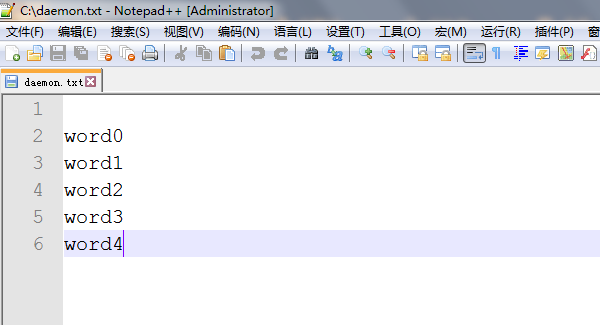 C:\daemon.txt - Notepad++ [Administrator]
文件(F) 编辑(E) 搜索(S) 视图(V) 编码(N) 语言(L) 设置(T) 工具(O) 宏(M) 运行(R) 插件(P) 窗
daemon.txt
1
2 word0
3 word1
4 word2
5 word3
6 word4